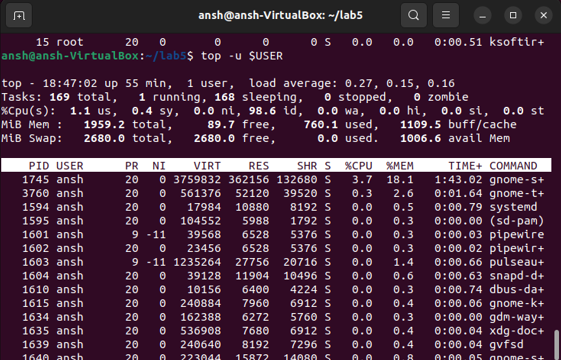 ansh@ansh-VirtualBox: ~/lab5
15 root 20 0 0 0 0 S 0.0 0.0 0:00.51 ksoftir+
ansh@ansh-VirtualBox:~/lab5$ top -u $USER
top - 18:47:02 up 55 min, 1 user, load average: 0.27, 0.15, 0.16
Tasks: 169 total, 1 running, 168 sleeping, 0 stopped, 0 zombie
%Cpu(s): 1.1 us, 0.4 sy, 0.0 ni, 98.6 id, 0.0 wa, 0.0 hi, 0.0 si, 0.0 st
MiB Mem : 1959.2 total, 89.7 free, 760.1 used, 1109.5 buff/cache
MiB Swap: 2680.0 total, 2680.0 free, 0.0 used. 1006.6 avail Mem
PID USER PR NI VIRT RES SHR S %CPU %MEM TIME+ COMMAND
1745 ansh 20 0 3759832 362156 132680 S 3.7 18.1 1:43.02 gnome-s+
3760 ansh 20 0 561376 52120 39520 S 0.3 2.6 0:01.64 gnome-t+
1594 ansh 20 0 17984 10880 8192 S 0.0 0.5 0:00.79 systemd
1595 ansh 20 0 104552 5988 1792 S 0.0 0.3 0:00.00 (sd-pam)
1601 ansh 9 -11 39568 6528 5376 S 0.0 0.3 0:00.03 pipewire
1602 ansh 20 0 23456 6528 5376 S 0.0 0.3 0:00.02 pipewir+
1603 ansh 9 -11 1235264 27756 20716 S 0.0 1.4 0:00.66 pulseau+
1604 ansh 20 0 39128 11904 10496 S 0.0 0.6 0:00.63 snapd-d+
1610 ansh 20 0 10156 6400 4224 S 0.0 0.3 0:00.74 dbus-da+
1615 ansh 20 0 240884 7960 6912 S 0.0 0.4 0:00.06 gnome-k+
1634 ansh 20 0 162388 6272 5760 S 0.0 0.3 0:00.00 gdm-way+
1635 ansh 20 0 536908 7680 6912 S 0.0 0.4 0:00.04 xdg-doc+
1639 ansh 20 0 240640 8192 7296 S 0.0 0.4 0:00.04 gvfsd
1640 ansh 20 0 223044 15872 14080 S 0.0 0.8 0:00.05 gnome-s+